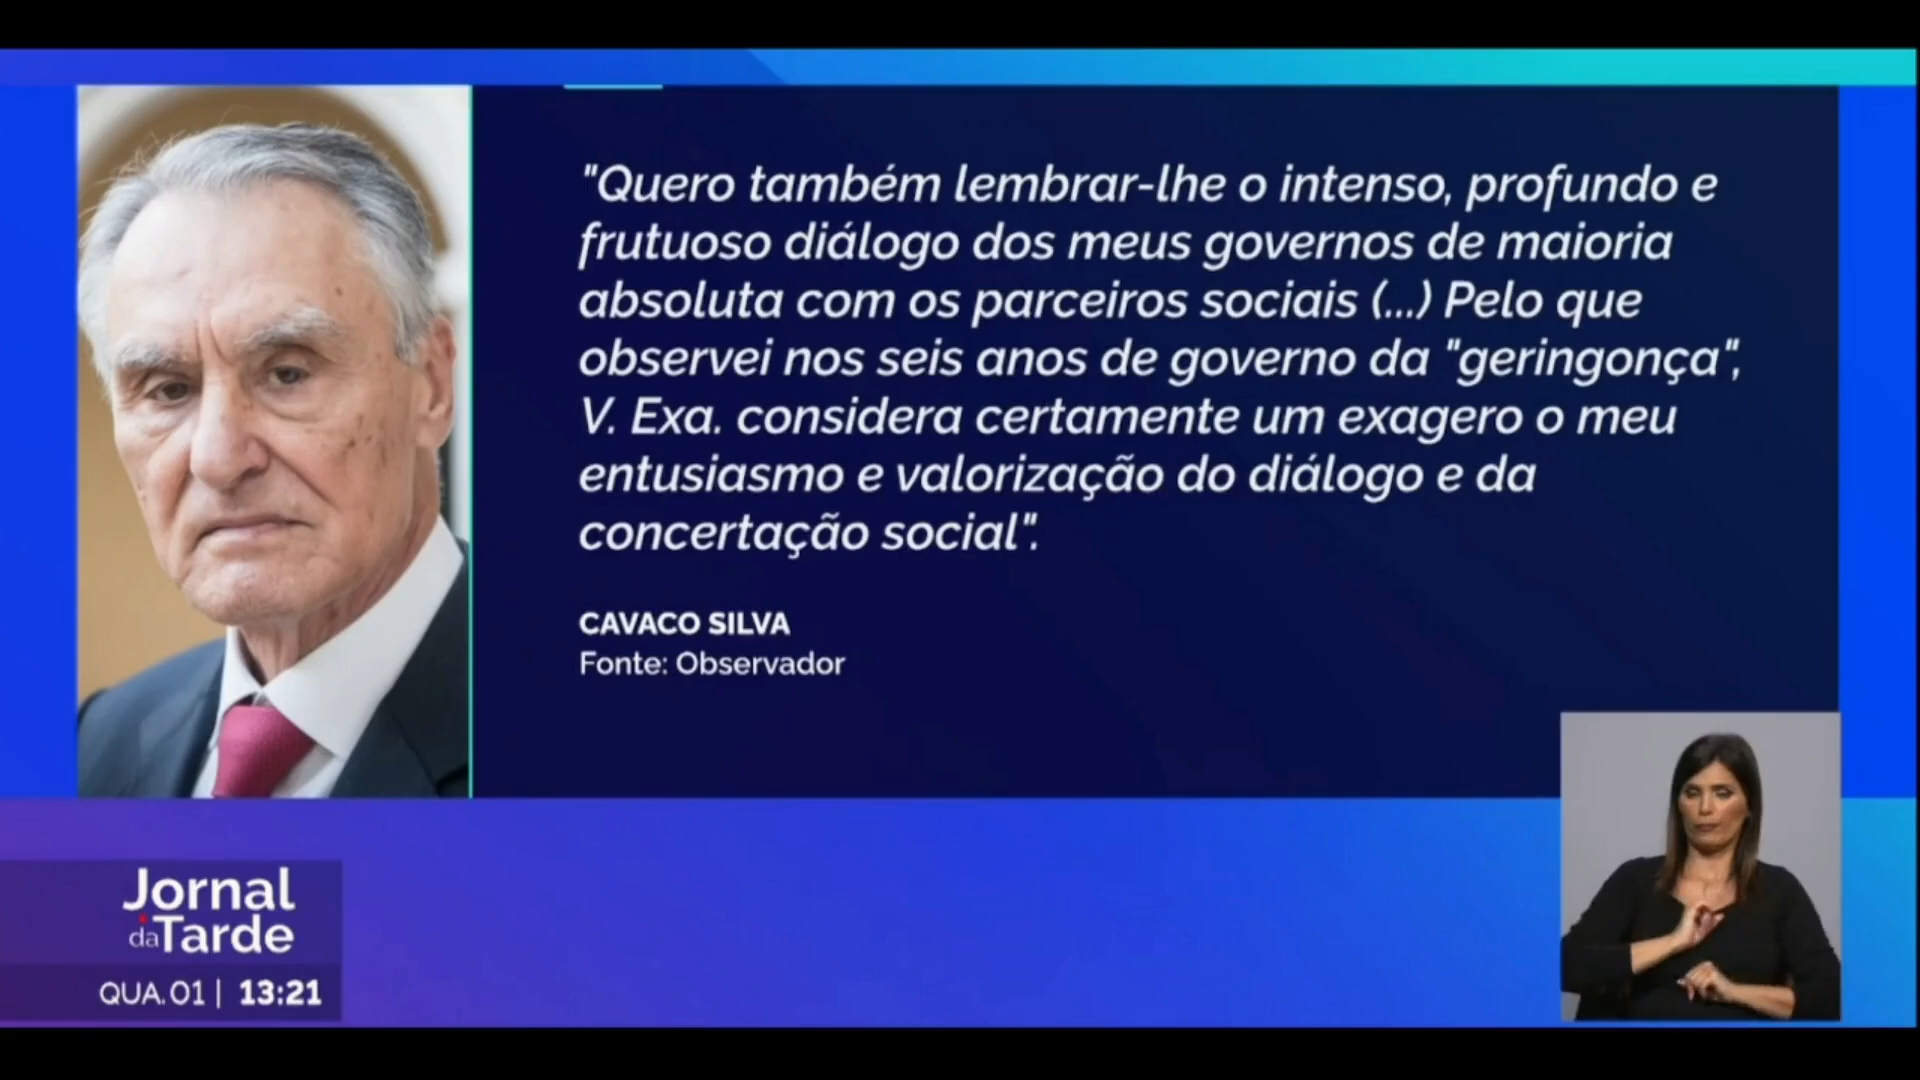 "Quero também lembrar-lhe o intenso, profundo e
frutuoso diálogo dos meus governos de maioria
absoluta com os parceiros sociais (...) Pelo que
observei nos seis anos de governo da "geringonça",
V. Exa. considera certamente um exagero o meu
entusiasmo e valorização do diálogo e da
concertação social".
CAVACO SILVA
Fonte: Observador
Jornal
da Tarde
QUA.01 | 13:21